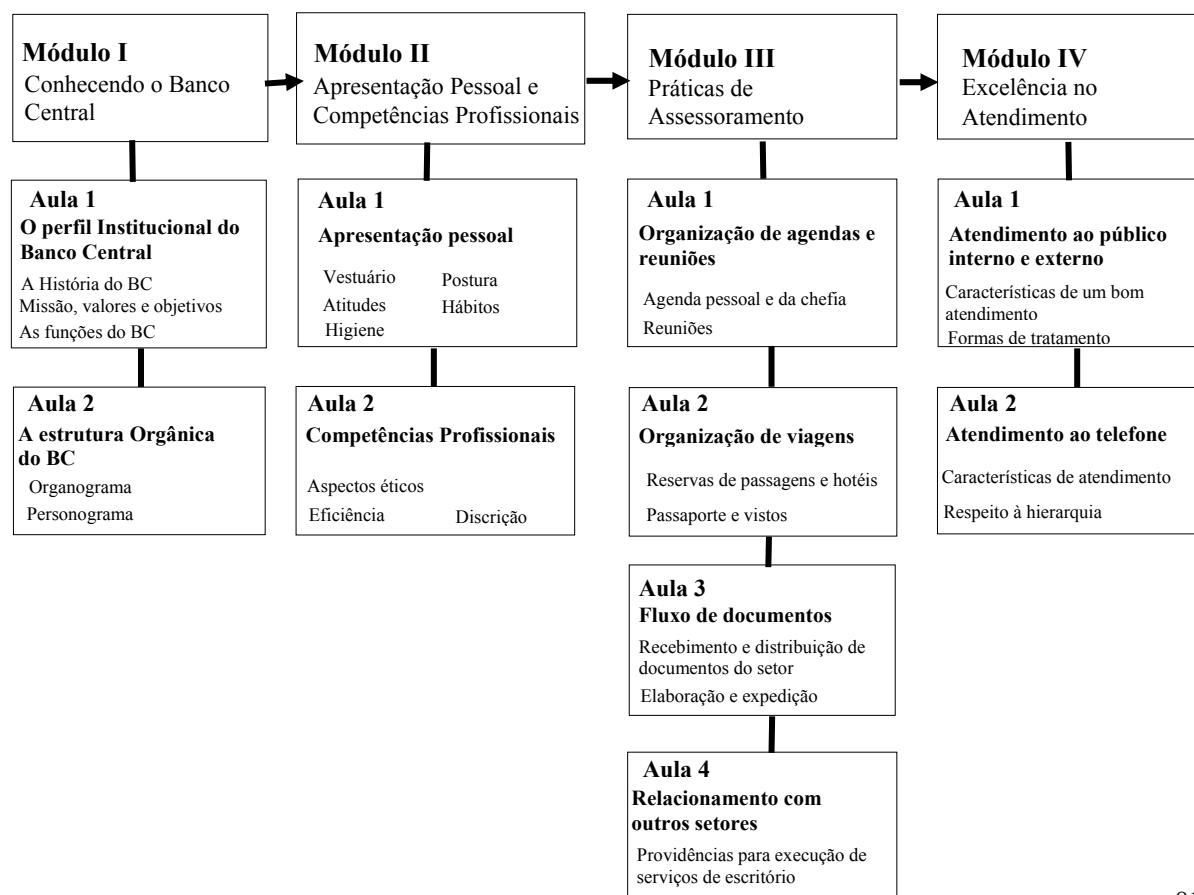 Módulo I
Conhecendo o Banco
Central
Módulo II
Apresentação Pessoal e
Competências Profissionais
Módulo III
Práticas de
Assessoramento
Módulo IV
Excelência no
Atendimento
Aula 1
O perfil Institucional do
Banco Central
A História do BC
Missão, valores e objetivos
As funções do BC
Aula 1
Apresentação pessoal
Vestuário
Postura
Atitudes
Hábitos
Higiene
Aula 1
Organização de agendas e
reuniões
Agenda pessoal e da chefia
Reuniões
Aula 1
Atendimento ao público
interno e externo
Características de um bom
atendimento
Formas de tratamento
Aula 2
A estrutura Orgânica
do BC
Organograma
Personograma
Aula 2
Competências Profissionais
Aspectos éticos
Eficiência
Discrição
Aula 2
Organização de viagens
Reservas de passagens e hotéis
Passaporte e vistos
Aula 2
Atendimento ao telefone
Características de atendimento
Respeito à hierarquia
Aula 3
Fluxo de documentos
Recebimento e distribuição de
documentos do setor
Elaboração e expedição
Aula 4
Relacionamento com
outros setores
Providências para execução de
serviços de escritório